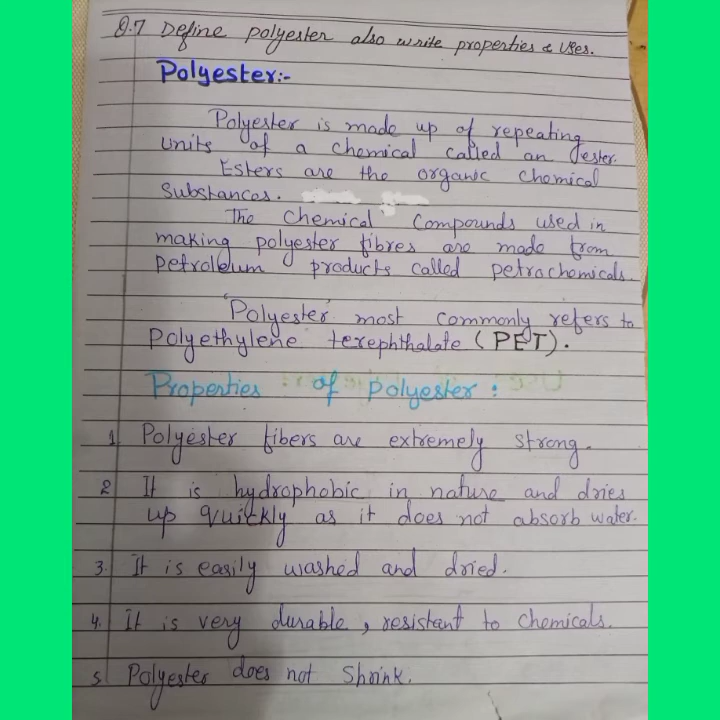 Q.7 Define polyester also write properties & Uses.
Polyester:-
Polyester is made up of repeating
units of a chemical called an ester.
Esters are the organic chemical
Substances.
The chemical compounds used in
making polyester fibres are made from
petroleum products called petrachemicals.
'Polyester' most commonly refers to
Polyethylene terephthalate (PET).
Properties of polyester:
1 Polyester fibers are extremely strong.
2 It is hydrophobic in nature and dries
up quickly as it does not absorb water.
3. It is easily washed and dried.
4. It is very durable, resistant to chemicals.
5 Polyester does not Shrink.